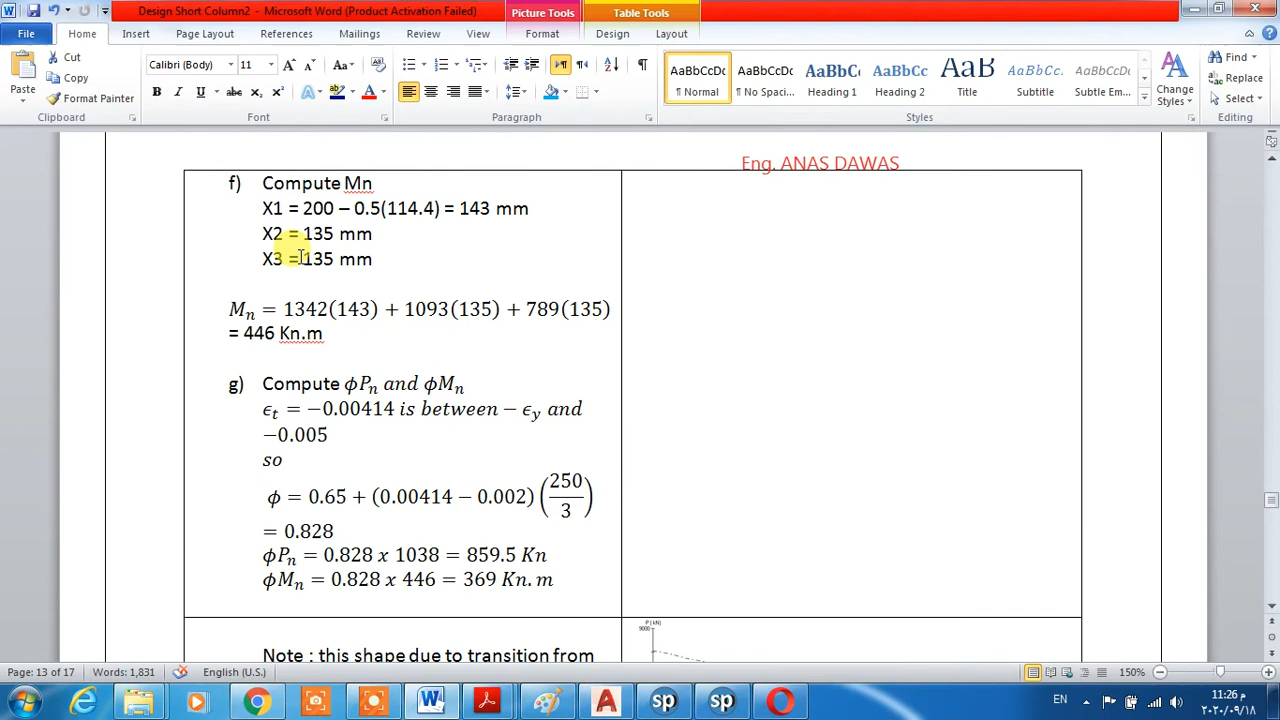 Design Short Column2 - Microsoft Word (Product Activation Failed)
Picture Tools
Table Tools
File
Home
Insert
Page Layout
References
Mailings
Review
View
Format
Design
Layout
Paste
Cut
Copy
Format Painter
Clipboard
Calibri (Body)
11
Font
Paragraph
AaBbCcDc
¶ Normal
AaBbCcDc
¶ No Spaci...
AaBbCc
Heading 1
AaBbCc
Heading 2
AaB
Title
AaBbCc.
Subtitle
AaBbCcDc
Subtle Em...
Change Styles
Styles
Find
Replace
Select
Editing
Eng. ANAS DAWAS
f) Compute Mn
X1 = 200 – 0.5(114.4) = 143 mm
X2 = 135 mm
X3 = 135 mm
Mₙ = 1342(143) + 1093(135) + 789(135)
= 446 Kn.m
g) Compute ϕPₙ and ϕMₙ
ϵₜ = −0.00414 is between − ϵᵧ and
−0.005
so
ϕ = 0.65 + (0.00414 − 0.002) (250/3)
= 0.828
ϕPₙ = 0.828 x 1038 = 859.5 Kn
ϕMₙ = 0.828 x 446 = 369 Kn. m
Note : this shape due to transition from
P (kN)
9000
Page: 13 of 17
Words: 1,831
English (U.S.)
150%
EN
11:26 م
٢٠٢٠/٠٩/١٨